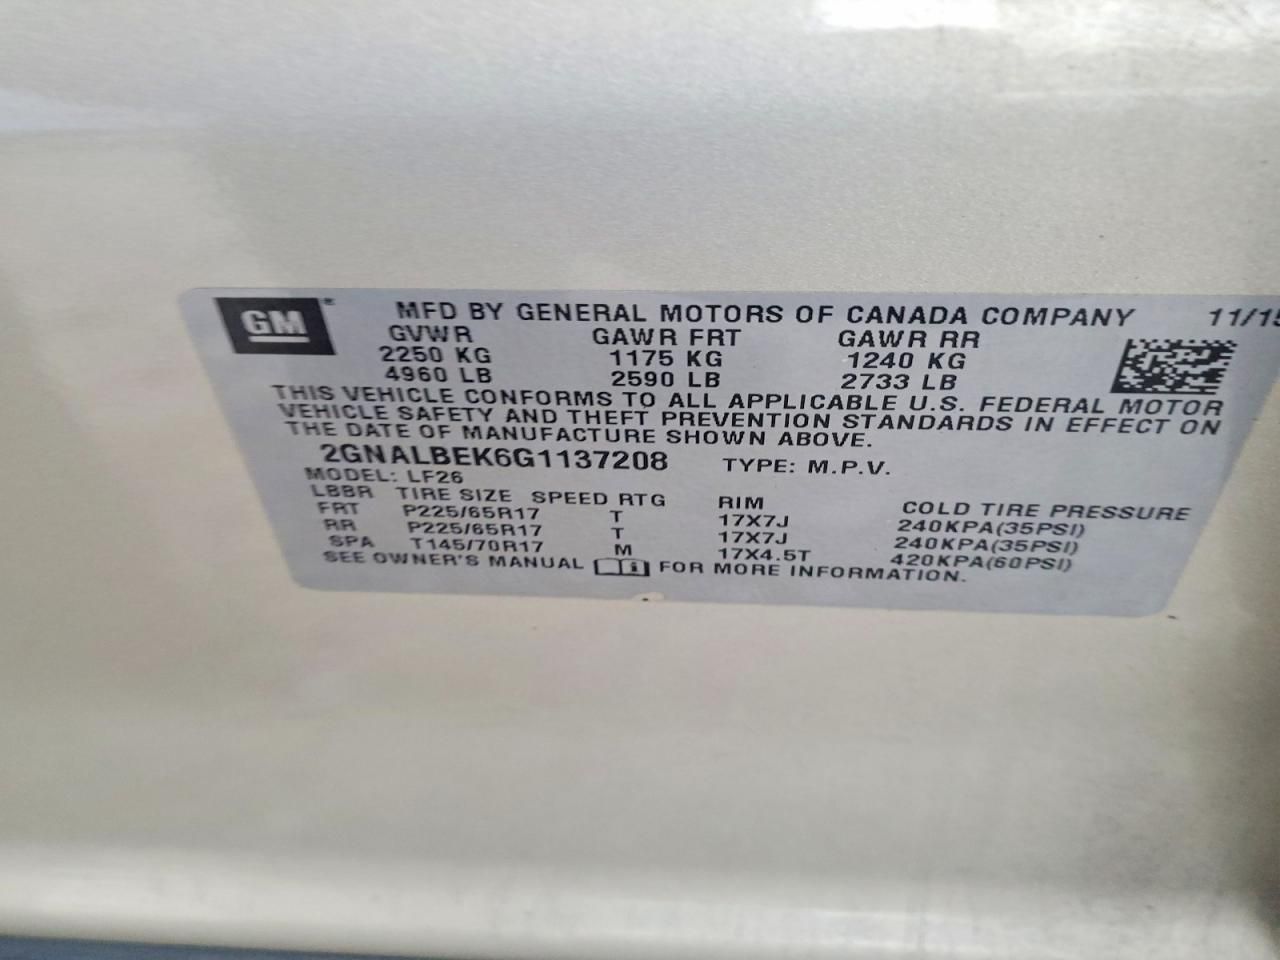 GM ®
MFD BY GENERAL MOTORS OF CANADA COMPANY 11/15
GVWR GAWR FRT GAWR RR
2250 KG 1175 KG 1240 KG
4960 LB 2590 LB 2733 LB
THIS VEHICLE CONFORMS TO ALL APPLICABLE U.S. FEDERAL MOTOR
VEHICLE SAFETY AND THEFT PREVENTION STANDARDS IN EFFECT ON
THE DATE OF MANUFACTURE SHOWN ABOVE.
2GNALBEK6G1137208 TYPE: M.P.V.
MODEL: LF26
LBBR TIRE SIZE SPEED RTG RIM COLD TIRE PRESSURE
FRT P225/65R17 T 17X7J 240KPA(35PSI)
RR P225/65R17 T 17X7J 240KPA(35PSI)
SPA T145/70R17 M 17X4.5T 420KPA(60PSI)
SEE OWNER'S MANUAL FOR MORE INFORMATION.